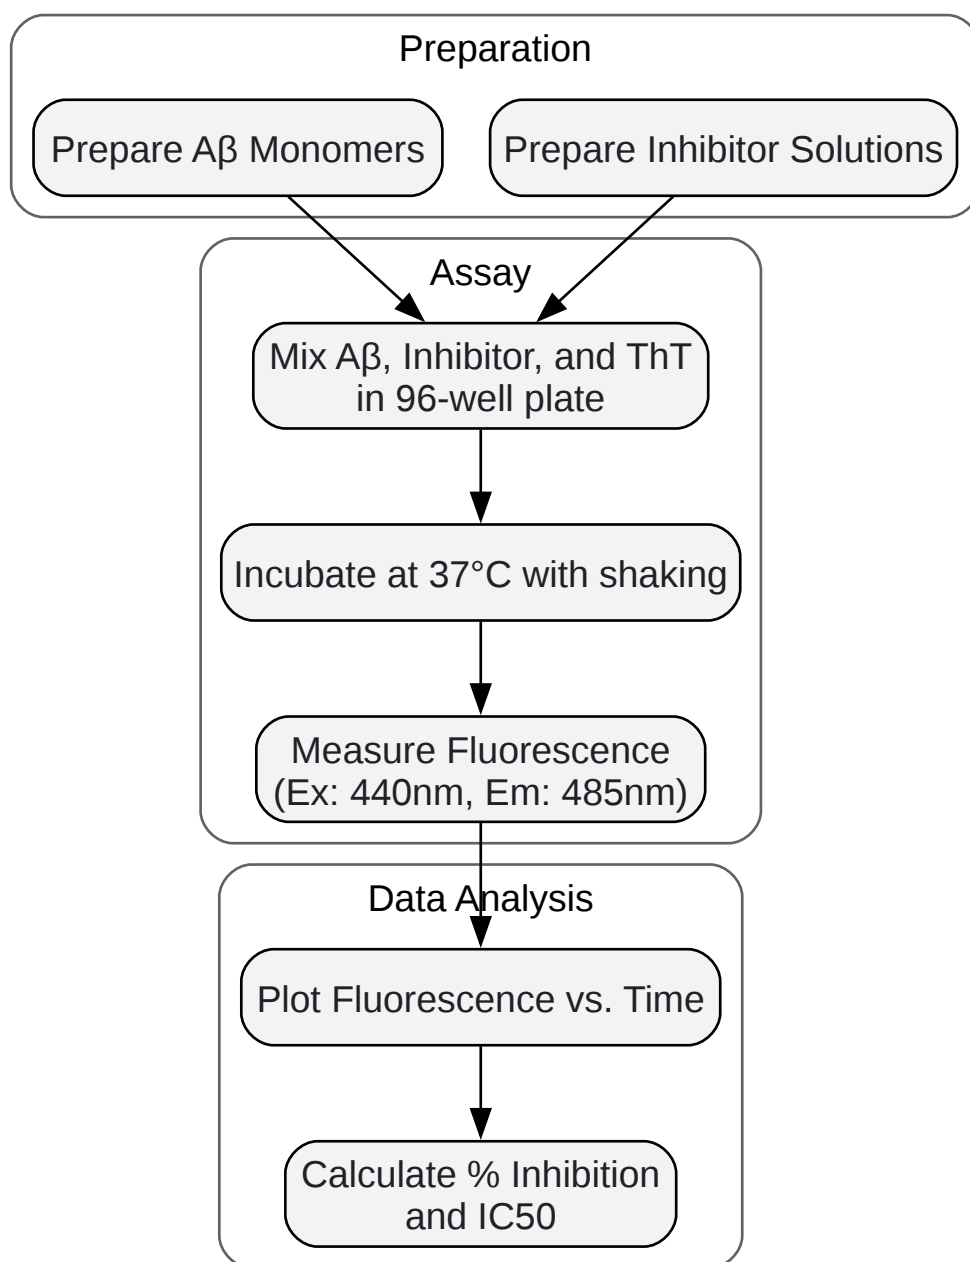 Preparation
Prepare Aβ Monomers
Prepare Inhibitor Solutions
Assay
Mix Aβ, Inhibitor, and ThT
in 96-well plate
Incubate at 37°C with shaking
Measure Fluorescence
(Ex: 440nm, Em: 485nm)
Data Analysis
Plot Fluorescence vs. Time
Calculate % Inhibition
and IC50